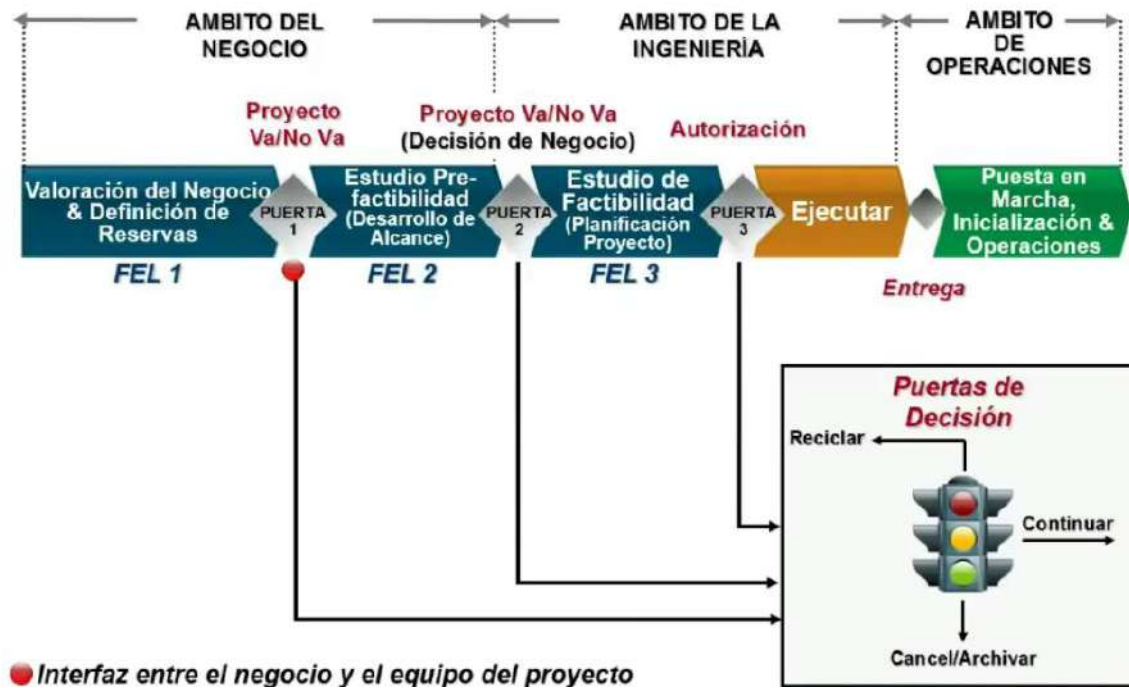 AMBITO DEL
NEGOCIO
AMBITO DE LA
INGENIERÍA
AMBITO
DE
OPERACIONES
Proyecto
Va/No Va
Proyecto Va/No Va
(Decisión de Negocio)
Autorización
Valoración del Negocio
& Definición de
Reservas
PUERTA
1
Estudio Pre-
factibilidad
(Desarrollo de
Alcance)
PUERTA
2
Estudio de
Factibilidad
(Planificación
Proyecto)
PUERTA
3
Ejecutar
Puesta en
Marcha,
Inicialización &
Operaciones
FEL 1
FEL 2
FEL 3
Entrega
Puertas de
Decisión
Reciclar
Continuar
Cancel/Archivar
Interfaz entre el negocio y el equipo del proyecto